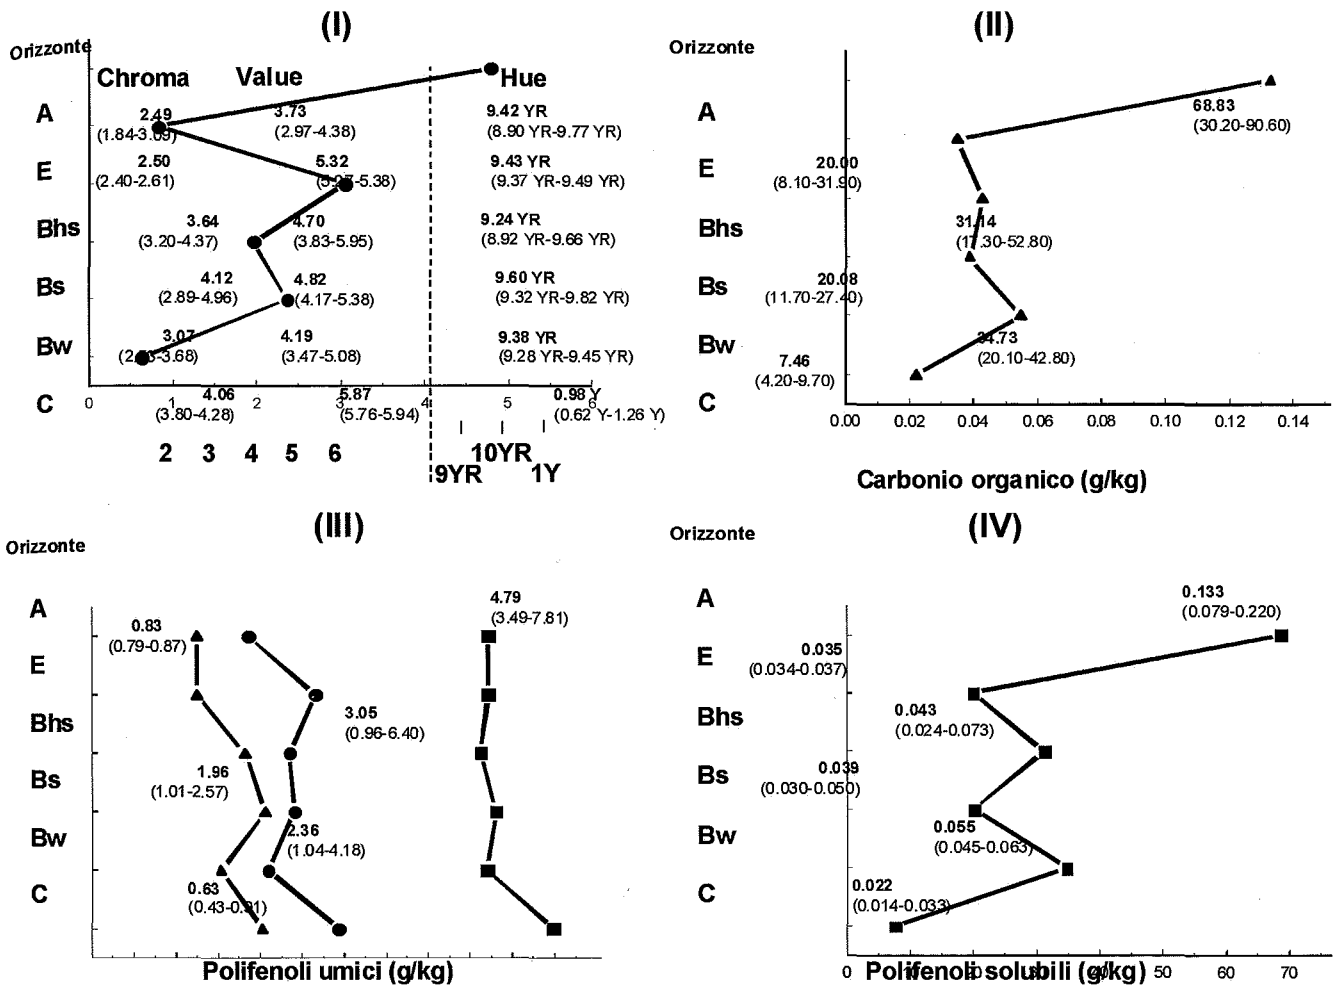 (I)
Orizzonte
Chroma Value Hue
A
2.49
(1.84-3.09)
3.73
(2.97-4.38)
9.42 YR
(8.90 YR-9.77 YR)
E
2.50
(2.40-2.61)
5.32
9.43 YR
(9.37 YR-9.49 YR)
Bhs
3.64
(3.20-4.37)
4.70
(3.83-5.95)
9.24 YR
(8.92 YR-9.66 YR)
Bs
4.12
(2.89-4.96)
4.82
(4.17-5.38)
9.60 YR
(9.32 YR-9.82 YR)
Bw
3.07
4.19
(3.47-5.08)
9.38 YR
(9.28 YR-9.45 YR)
C
4.06
(3.80-4.28)
5.87
(5.76-5.94)
0.98 Y
(0.62 Y-1.26 Y)
0 1 2 3 4 5 6
2 3 4 5 6
9YR 10YR 1Y
(II)
Orizzonte
A
68.83
(30.20-90.60)
E
20.00
(8.10-31.90)
Bhs
31.14
(17.30-52.80)
Bs
20.08
(11.70-27.40)
Bw
34.73
(20.10-42.80)
C
7.46
(4.20-9.70)
0.00 0.02 0.04 0.06 0.08 0.10 0.12 0.14
Carbonio organico (g/kg)
(III)
Orizzonte
A
4.79
(3.49-7.81)
0.83
(0.79-0.87)
E
Bhs
3.05
(0.96-6.40)
Bs
1.96
(1.01-2.57)
Bw
2.36
(1.04-4.18)
C
0.63
(0.43-0.91)
Polifenoli umici (g/kg)
(IV)
Orizzonte
A
0.133
(0.079-0.220)
E
0.035
(0.034-0.037)
Bhs
0.043
(0.024-0.073)
Bs
0.039
(0.030-0.050)
Bw
0.055
(0.045-0.063)
C
0.022
(0.014-0.033)
0 10 20 30 40 50 60 70
Polifenoli solubili (g/kg)